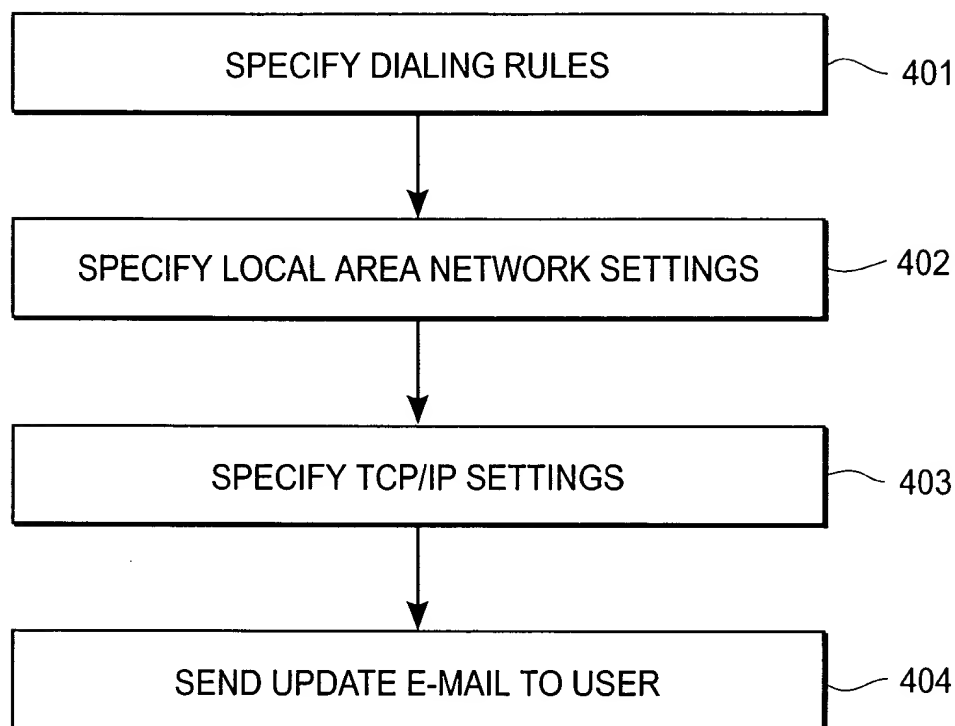 SPECIFY DIALING RULES
401
SPECIFY LOCAL AREA NETWORK SETTINGS
402
SPECIFY TCP/IP SETTINGS
403
SEND UPDATE E-MAIL TO USER
404